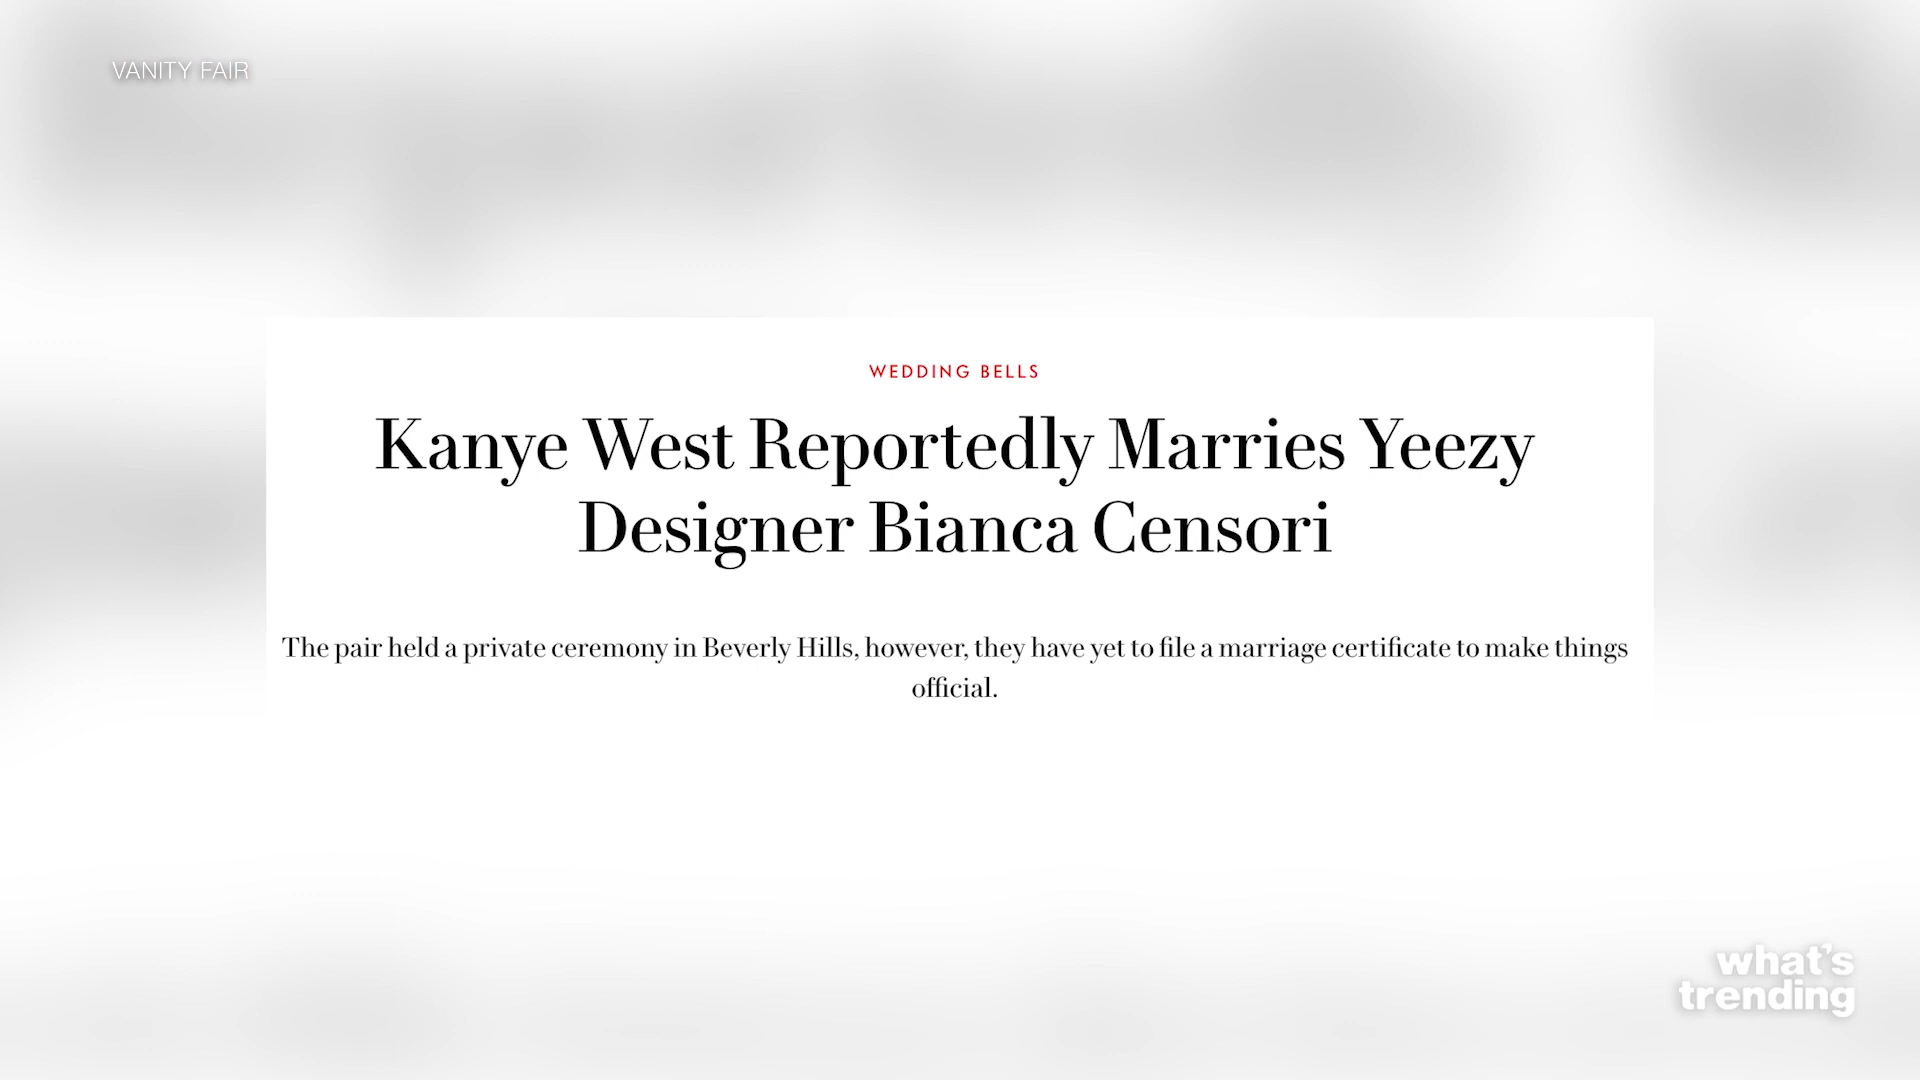 VANITY FAIR
WEDDING BELLS
Kanye West Reportedly Marries Yeezy
Designer Bianca Censori
The pair held a private ceremony in Beverly Hills, however, they have yet to file a marriage certificate to make things
official.
what's
trending